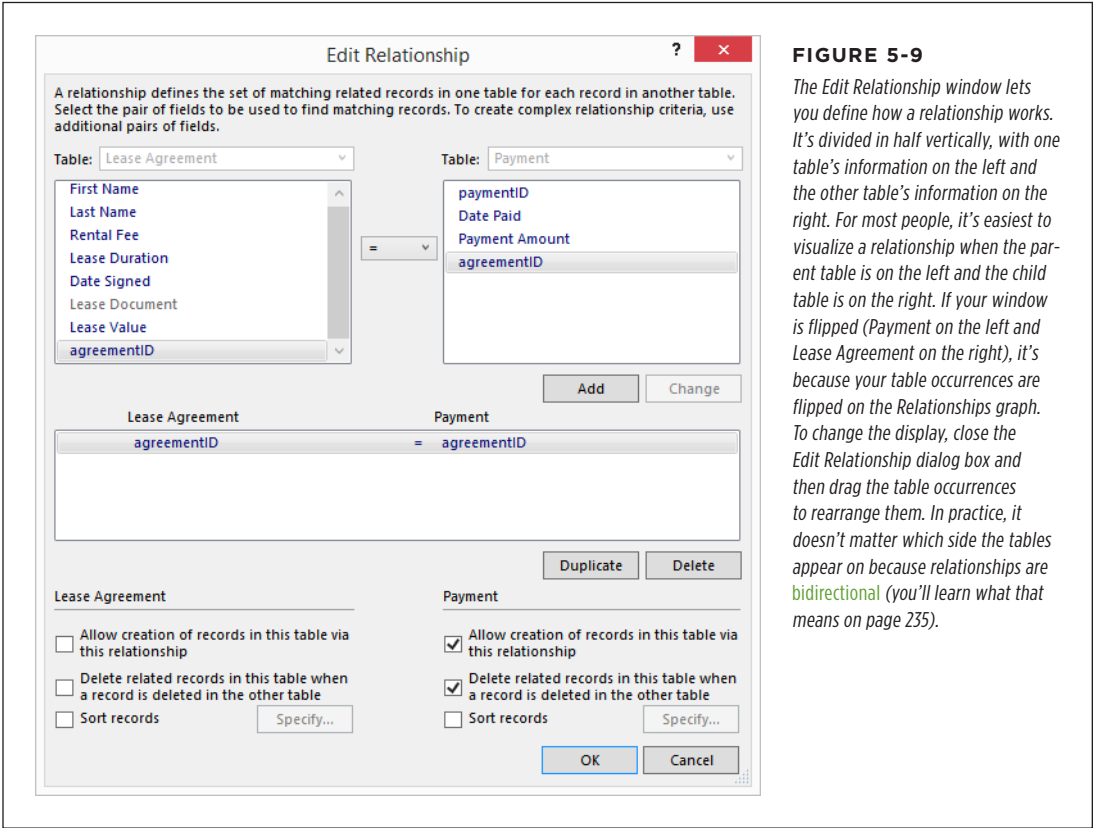 Edit Relationship
?
×
A relationship defines the set of matching related records in one table for each record in another table.
Select the pair of fields to be used to find matching records. To create complex relationship criteria, use
additional pairs of fields.
Table: Lease Agreement
Table: Payment
First Name
Last Name
Rental Fee
Lease Duration
Date Signed
Lease Document
Lease Value
agreementID
=
paymentID
Date Paid
Payment Amount
agreementID
Add
Change
Lease Agreement
Payment
agreementID = agreementID
Duplicate
Delete
Lease Agreement
Allow creation of records in this table via
this relationship
Delete related records in this table when
a record is deleted in the other table
Sort records
Specify...
Payment
Allow creation of records in this table via
this relationship
Delete related records in this table when
a record is deleted in the other table
Sort records
Specify...
OK
Cancel
FIGURE 5-9
The Edit Relationship window lets
you define how a relationship works.
It's divided in half vertically, with one
table's information on the left and
the other table's information on the
right. For most people, it's easiest to
visualize a relationship when the par-
ent table is on the left and the child
table is on the right. If your window
is flipped (Payment on the left and
Lease Agreement on the right), it's
because your table occurrences are
flipped on the Relationships graph.
To change the display, close the
Edit Relationship dialog box and
then drag the table occurrences
to rearrange them. In practice, it
doesn't matter which side the tables
appear on because relationships are
bidirectional (you'll learn what that
means on page 235).